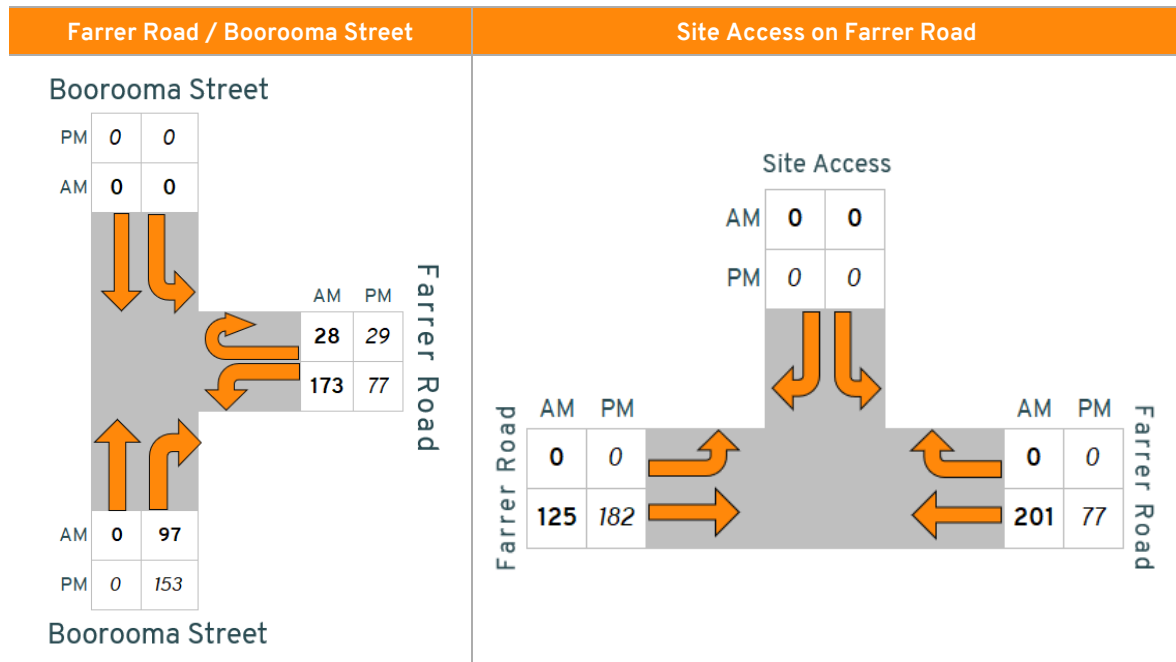 Farrer Road / Boorooma Street
Boorooma Street
PM 0 0
AM 0 0
AM PM
28 29
173 77
Farrer Road
AM 0 97
PM 0 153
Boorooma Street
Site Access on Farrer Road
Site Access
AM 0 0
PM 0 0
Farrer Road
AM PM
0 0
125 182
AM PM
0 0
201 77
Farrer Road